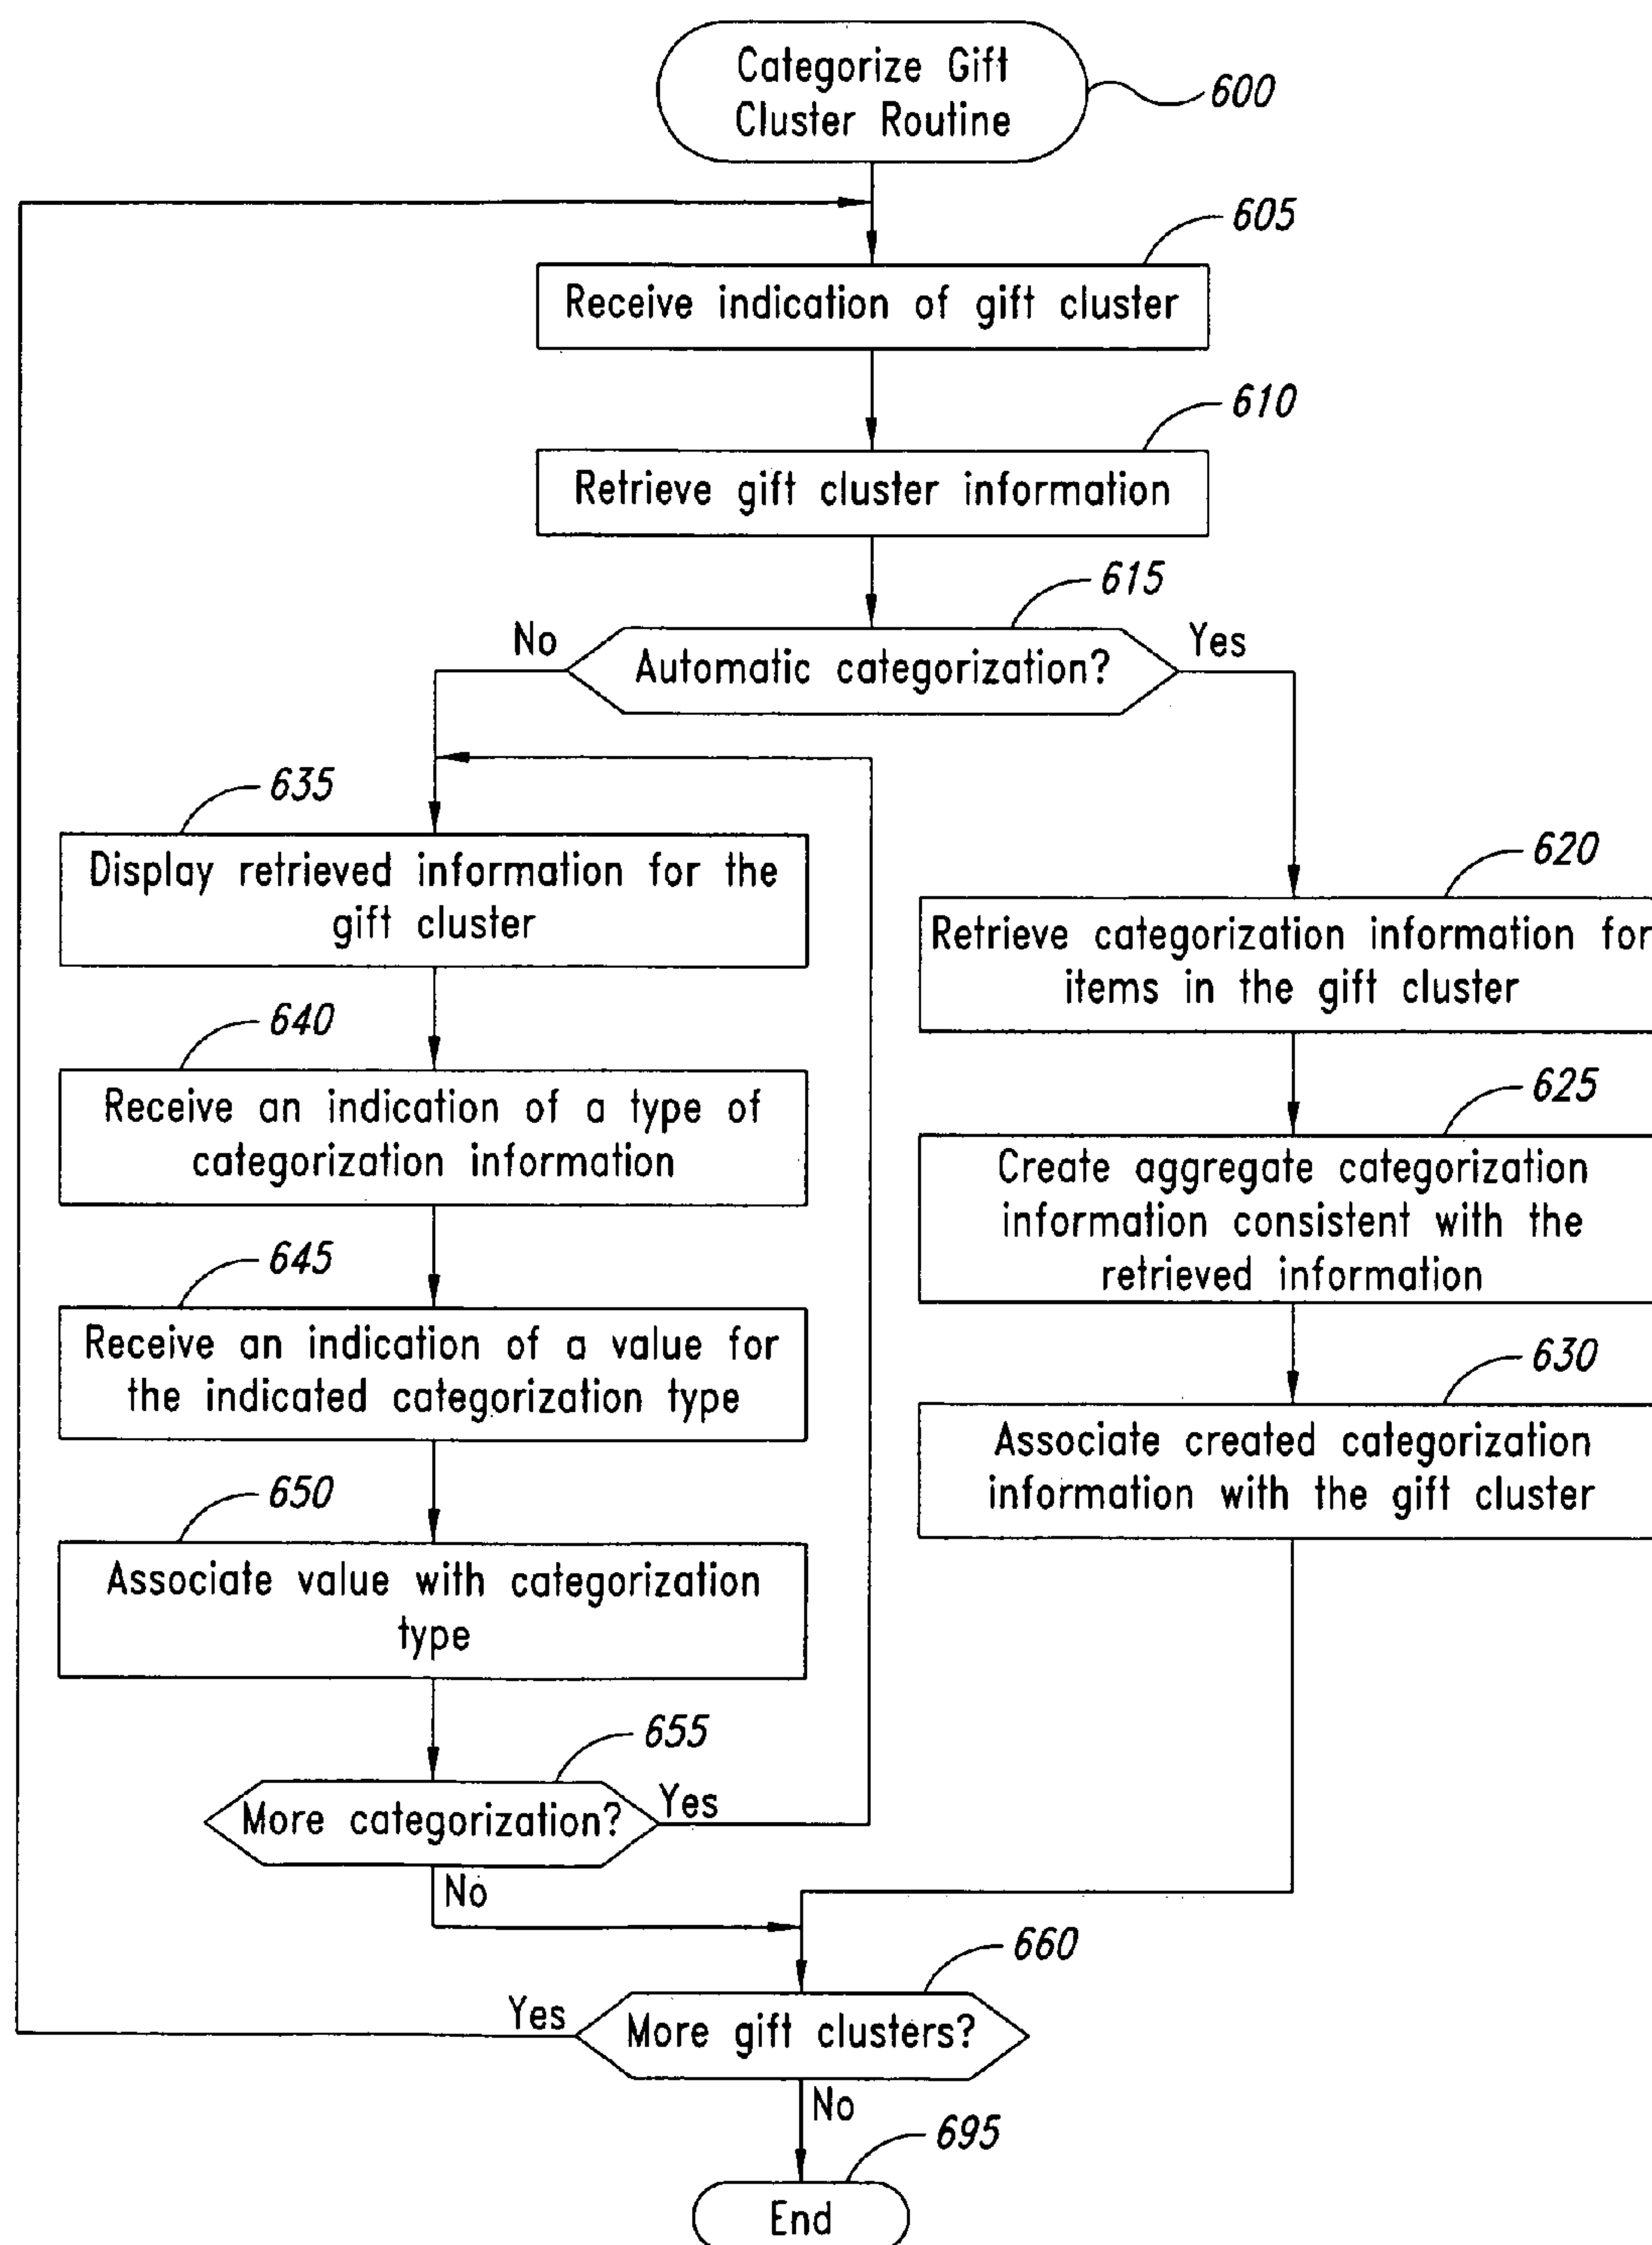 Categorize Gift
Cluster Routine
600
605
Receive indication of gift cluster
610
Retrieve gift cluster information
615
No
Automatic categorization?
Yes
635
Display retrieved information for the
gift cluster
640
Receive an indication of a type of
categorization information
645
Receive an indication of a value for
the indicated categorization type
650
Associate value with categorization
type
655
More categorization?
Yes
No
620
Retrieve categorization information for
items in the gift cluster
625
Create aggregate categorization
information consistent with the
retrieved information
630
Associate created categorization
information with the gift cluster
660
Yes
More gift clusters?
No
695
End